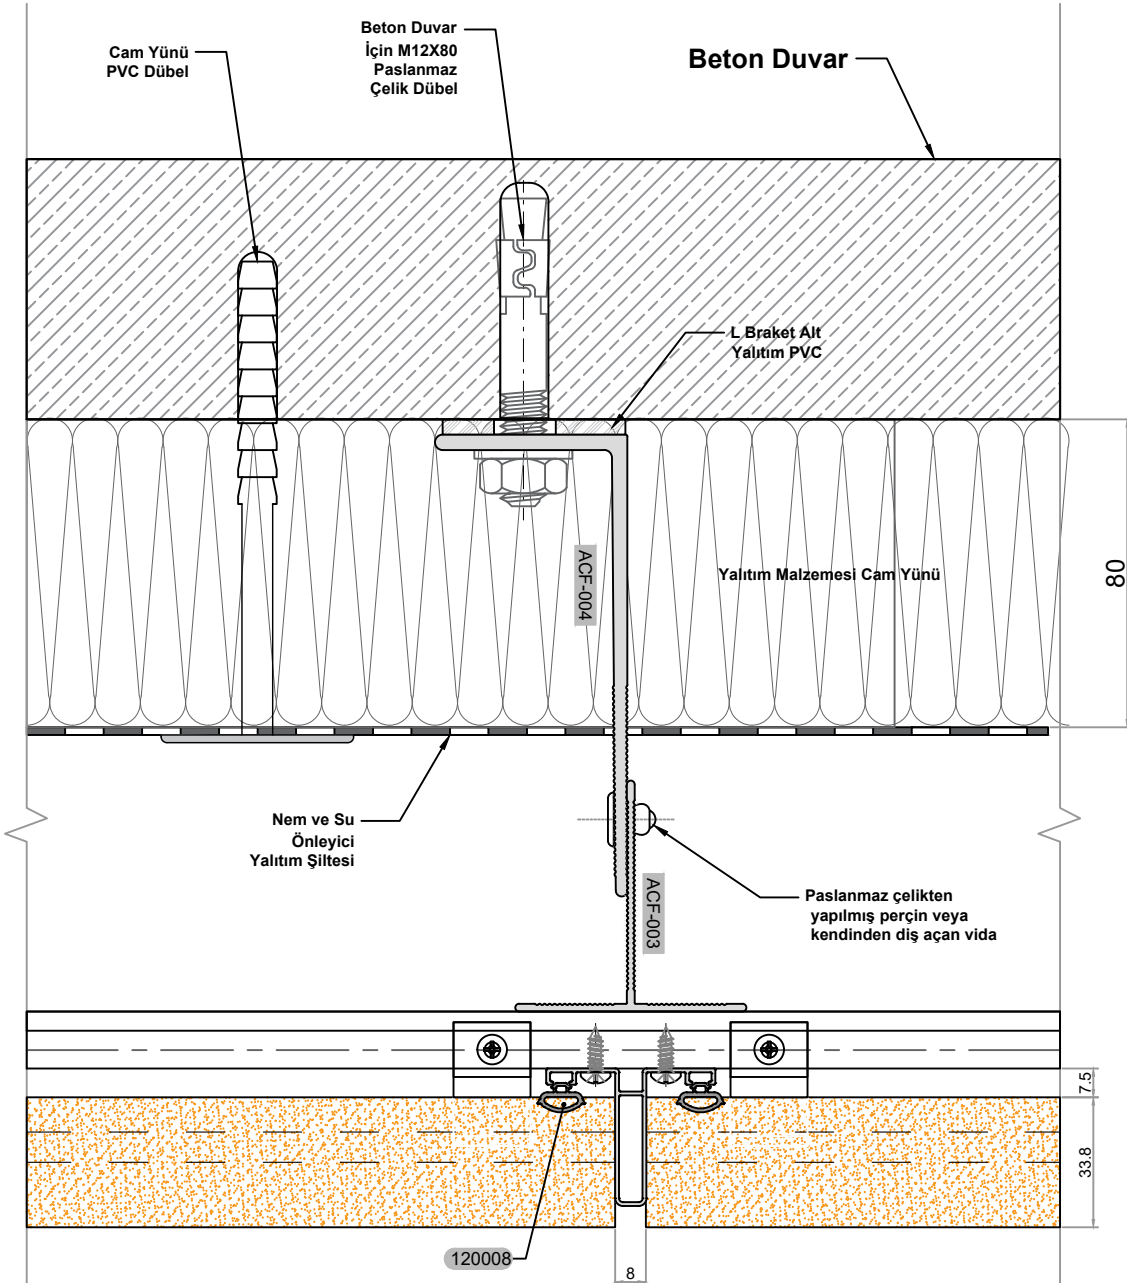 Cam Yünü
PVC Dübel
Beton Duvar
İçin M12X80
Paslanmaz
Çelik Dübel
Beton Duvar
L Braket Alt
Yalıtım PVC
ACF-004
Yalıtım Malzemesi Cam Yünü
80
Nem ve Su
Önleyici
Yalıtım Şiltesi
ACF-003
Paslanmaz çelikten
yapılmış perçin veya
kendinden diş açan vida
7.5
33.8
120008
8